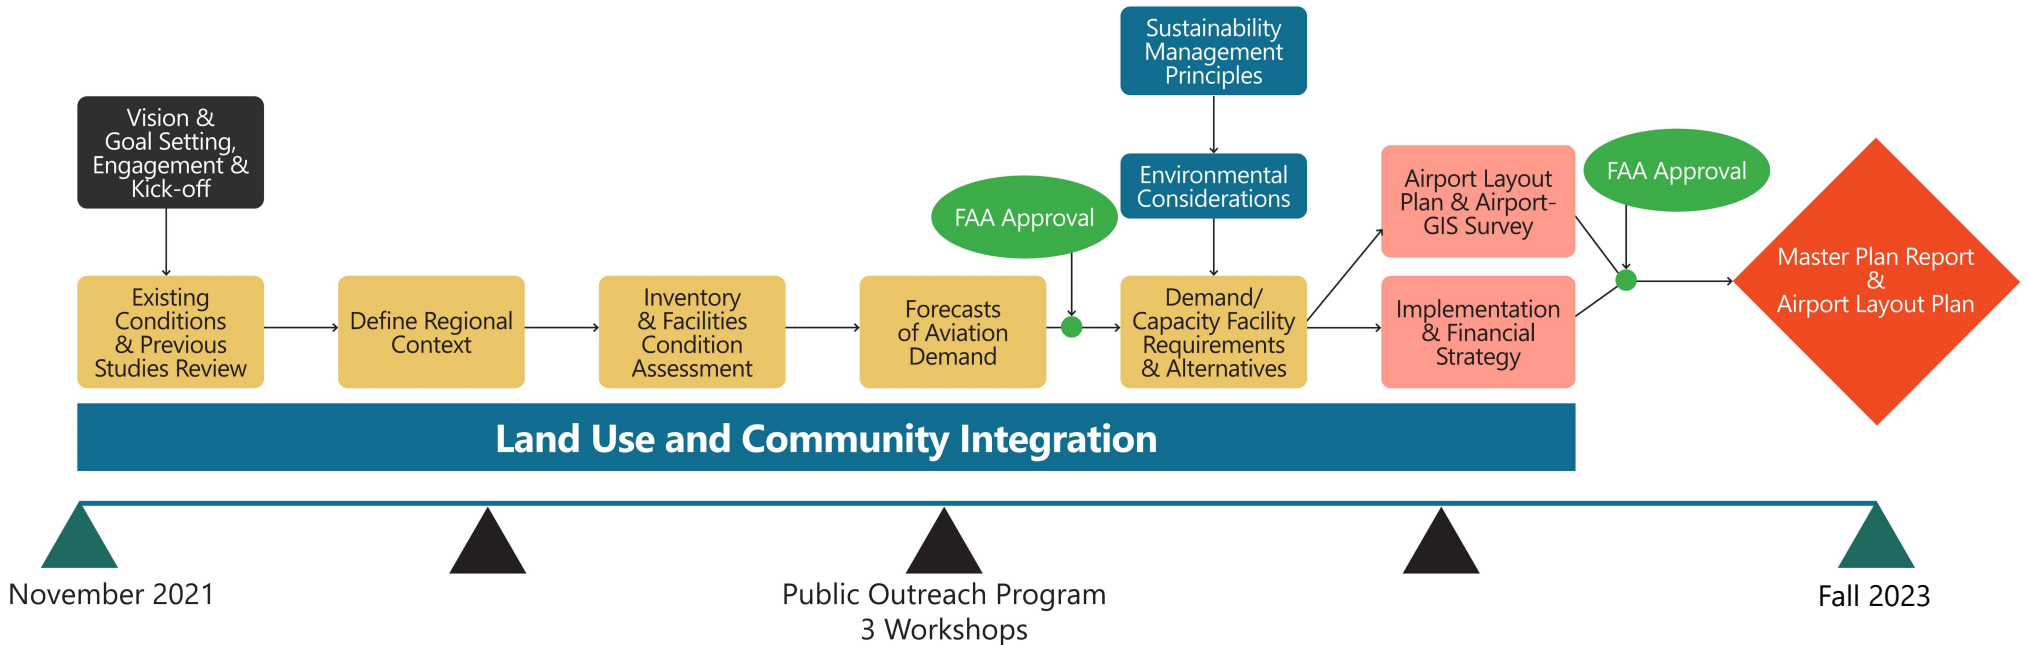 Sustainability
Management
Principles
Vision &
Goal Setting,
Engagement &
Kick-off
Environmental
Considerations
FAA Approval
Airport Layout
Plan & Airport-
GIS Survey
FAA Approval
Existing
Conditions
& Previous
Studies Review
Define Regional
Context
Inventory
& Facilities
Condition
Assessment
Forecasts
of Aviation
Demand
Demand/
Capacity Facility
Requirements
& Alternatives
Implementation
& Financial
Strategy
Master Plan Report
&
Airport Layout Plan
Land Use and Community Integration
November 2021
Public Outreach Program
3 Workshops
Fall 2023